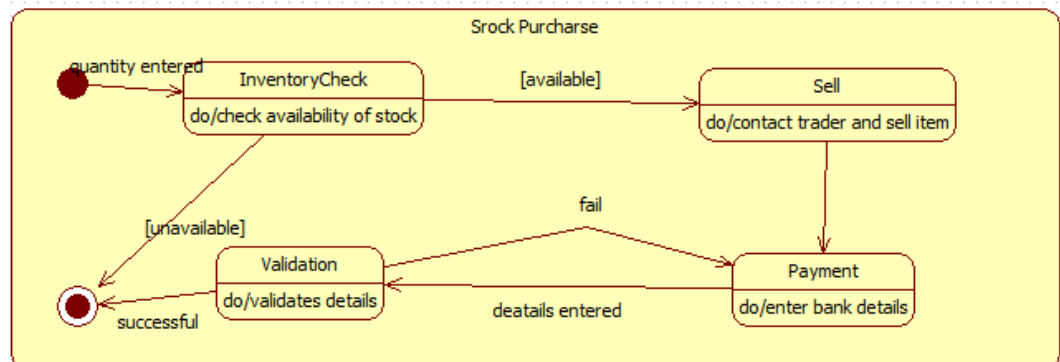 Srock Purcharse
quantity entered
InventoryCheck
do/check availability of stock
[available]
Sell
do/contact trader and sell item
[unavailable]
fail
Validation
do/validates details
Payment
do/enter bank details
deatails entered
successful